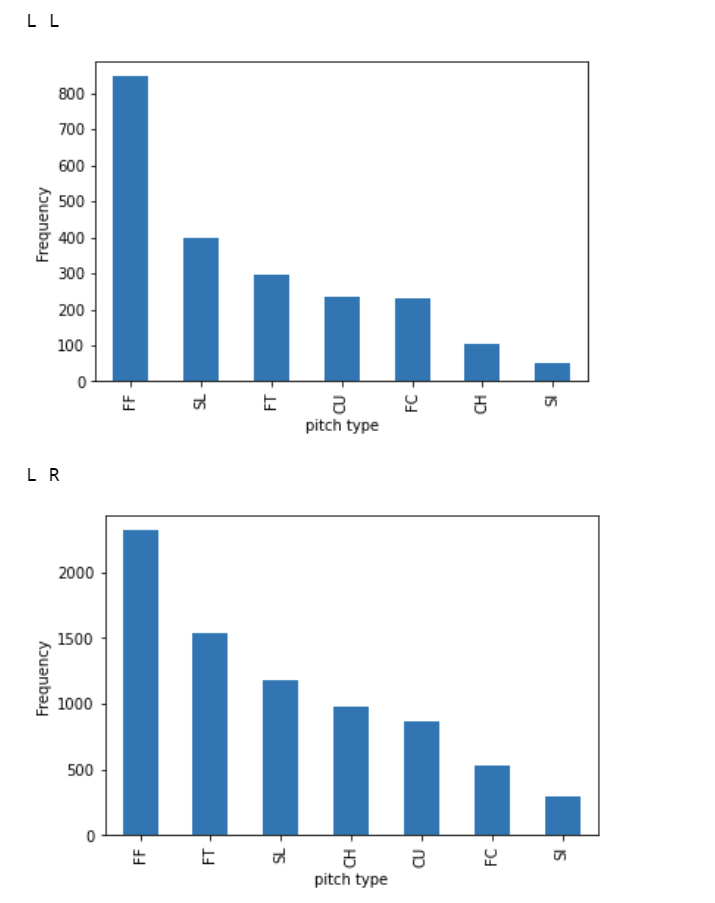 L L
800
700
600
500
400
300
200
100
0
Frequency
FF SL FT CU FC CH SI
pitch type
L R
2000
1500
1000
500
0
Frequency
FF FT SL CH CU FC SI
pitch type